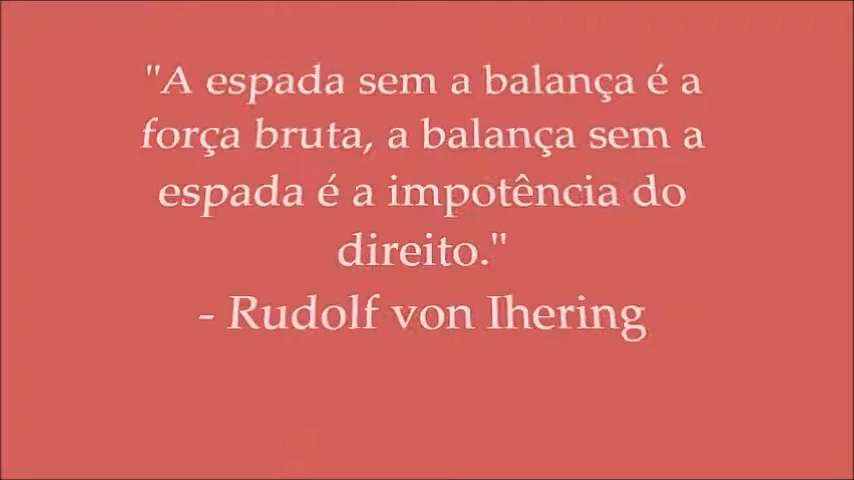 "A espada sem a balança é a
força bruta, a balança sem a
espada é a impotência do
direito."
- Rudolf von Ihering